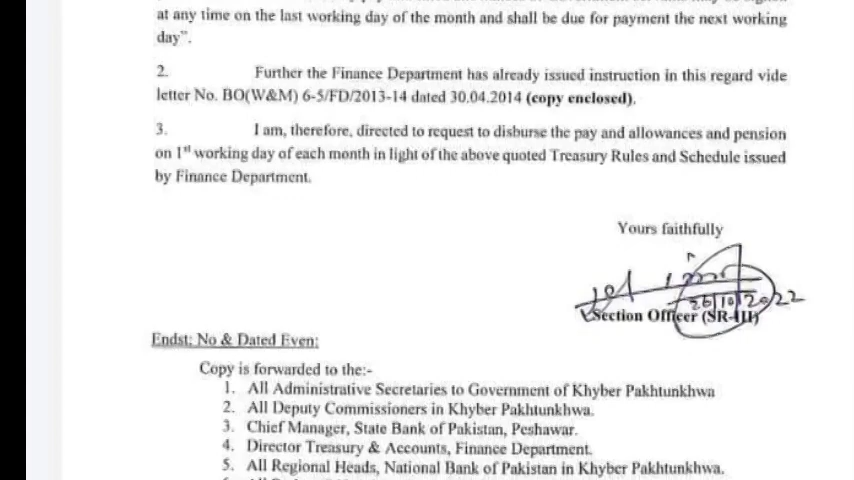 at any time on the last working day of the month and shall be due for payment the next working
day”.
2. Further the Finance Department has already issued instruction in this regard vide
letter No. BO(W&M) 6-5/FD/2013-14 dated 30.04.2014 (copy enclosed).
3. I am, therefore, directed to request to disburse the pay and allowances and pension
on 1st working day of each month in light of the above quoted Treasury Rules and Schedule issued
by Finance Department.
Yours faithfully
26/10/2022
Section Officer (SR-III)
Endst: No & Dated Even:
Copy is forwarded to the:-
1. All Administrative Secretaries to Government of Khyber Pakhtunkhwa
2. All Deputy Commissioners in Khyber Pakhtunkhwa.
3. Chief Manager, State Bank of Pakistan, Peshawar.
4. Director Treasury & Accounts, Finance Department.
5. All Regional Heads, National Bank of Pakistan in Khyber Pakhtunkhwa.